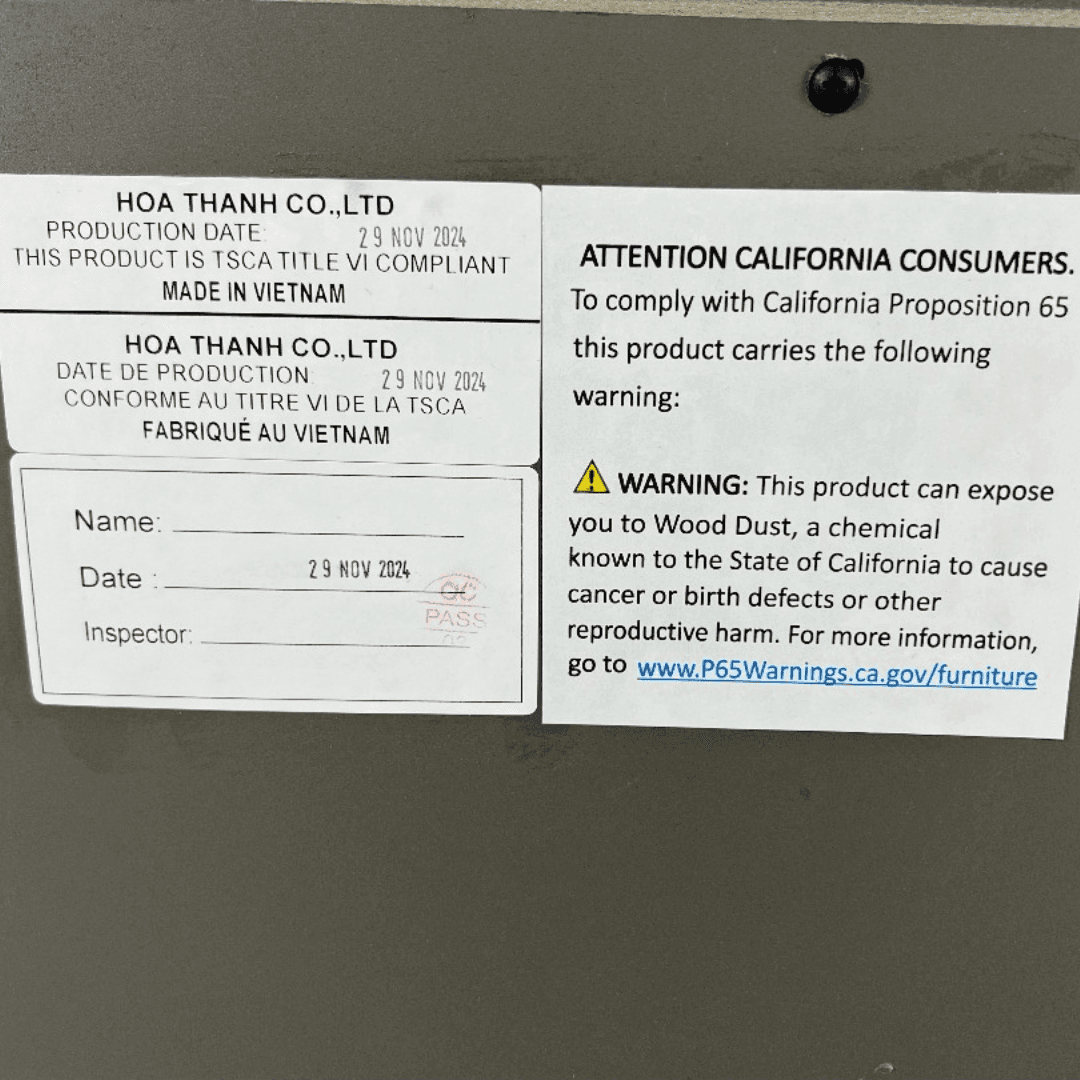 HOA THANH CO.,LTD
PRODUCTION DATE: 29 NOV 2024
THIS PRODUCT IS TSCA TITLE VI COMPLIANT
MADE IN VIETNAM
HOA THANH CO.,LTD
DATE DE PRODUCTION 29 NOV 2024
CONFORME AU TITRE VI DE LA TSCA
FABRIQUÉ AU VIETNAM
Name:
Date : 29 NOV 2024
QC
PASS
Inspector:
ATTENTION CALIFORNIA CONSUMERS.
To comply with California Proposition 65
this product carries the following
warning:
WARNING: This product can expose
you to Wood Dust, a chemical
known to the State of California to cause
cancer or birth defects or other
reproductive harm. For more information,
go to www.P65Warnings.ca.gov/furniture